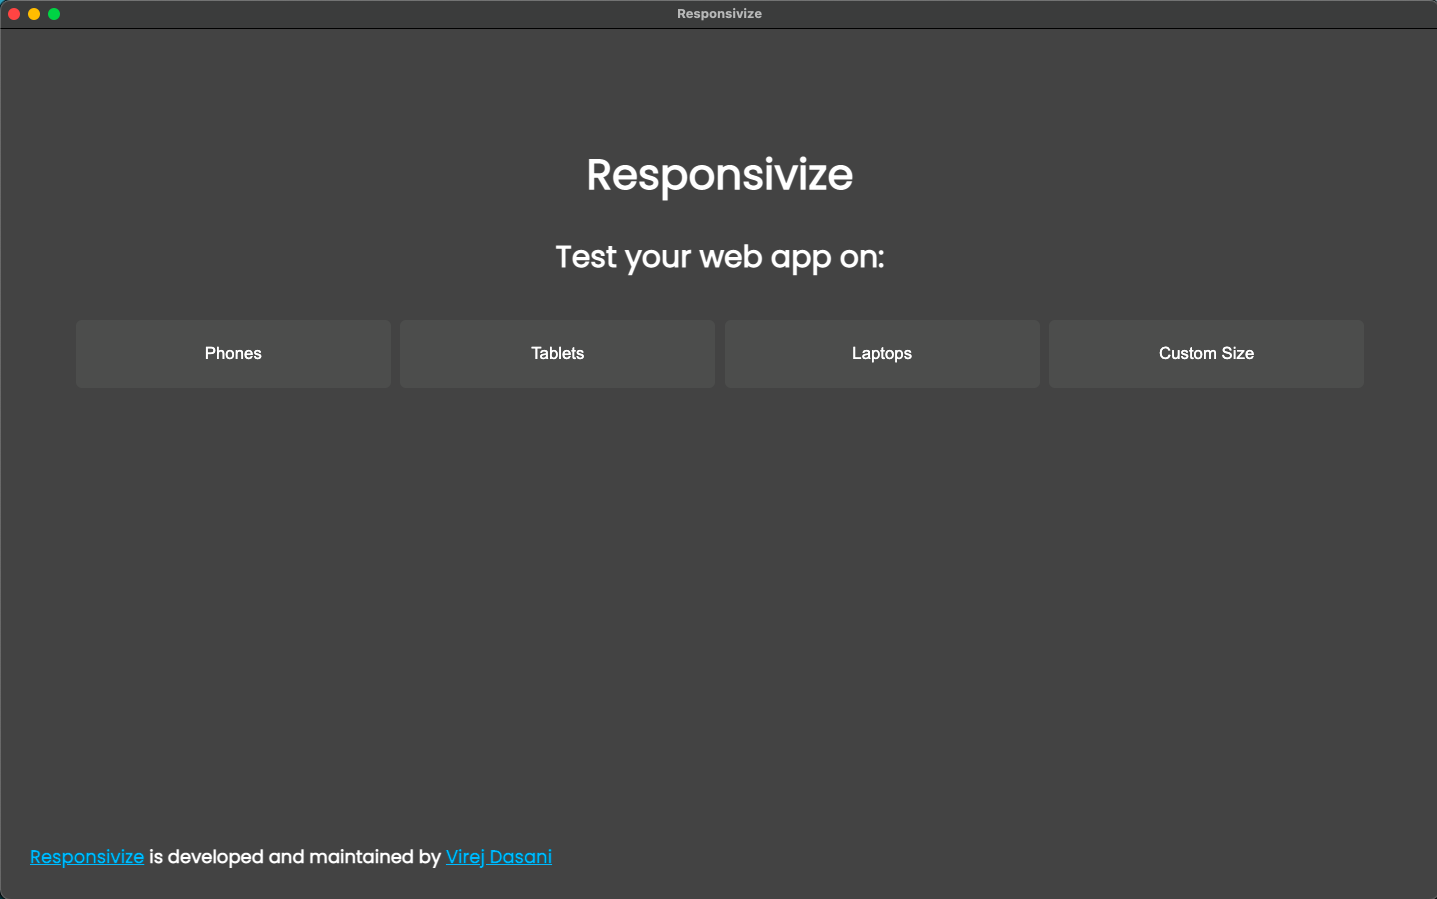 Responsivize
Responsivize
Test your web app on:
Phones
Tablets
Laptops
Custom Size
Responsivize is developed and maintained by Virej Dasani